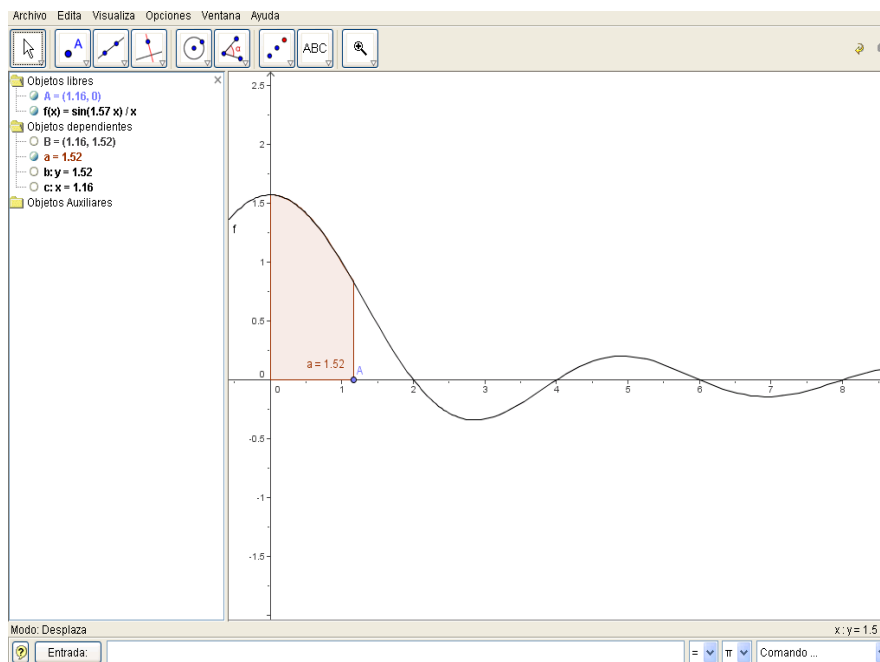 Archivo Edita Visualiza Opciones Ventana Ayuda
A
α
ABC
Objetos libres
A = (1.16, 0)
f(x) = sin(1.57 x) / x
Objetos dependientes
B = (1.16, 1.52)
a = 1.52
b: y = 1.52
c: x = 1.16
Objetos Auxiliares
2.5
2
1.5
f
1
0.5
a = 1.52
A
0
0 1 2 3 4 5 6 7 8
-0.5
-1
-1.5
Modo: Desplaza
x : y = 1.5
Entrada:
=
π
Comando ...